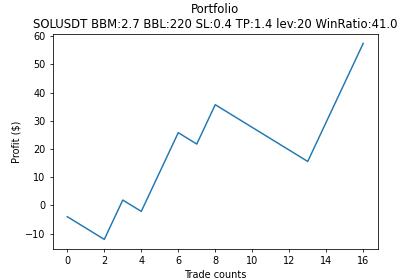 Portfolio
SOLUSDT BBM:2.7 BBL:220 SL:0.4 TP:1.4 lev:20 WinRatio:41.0
60
50
40
30
20
10
0
−10
Profit ($)
0 2 4 6 8 10 12 14 16
Trade counts